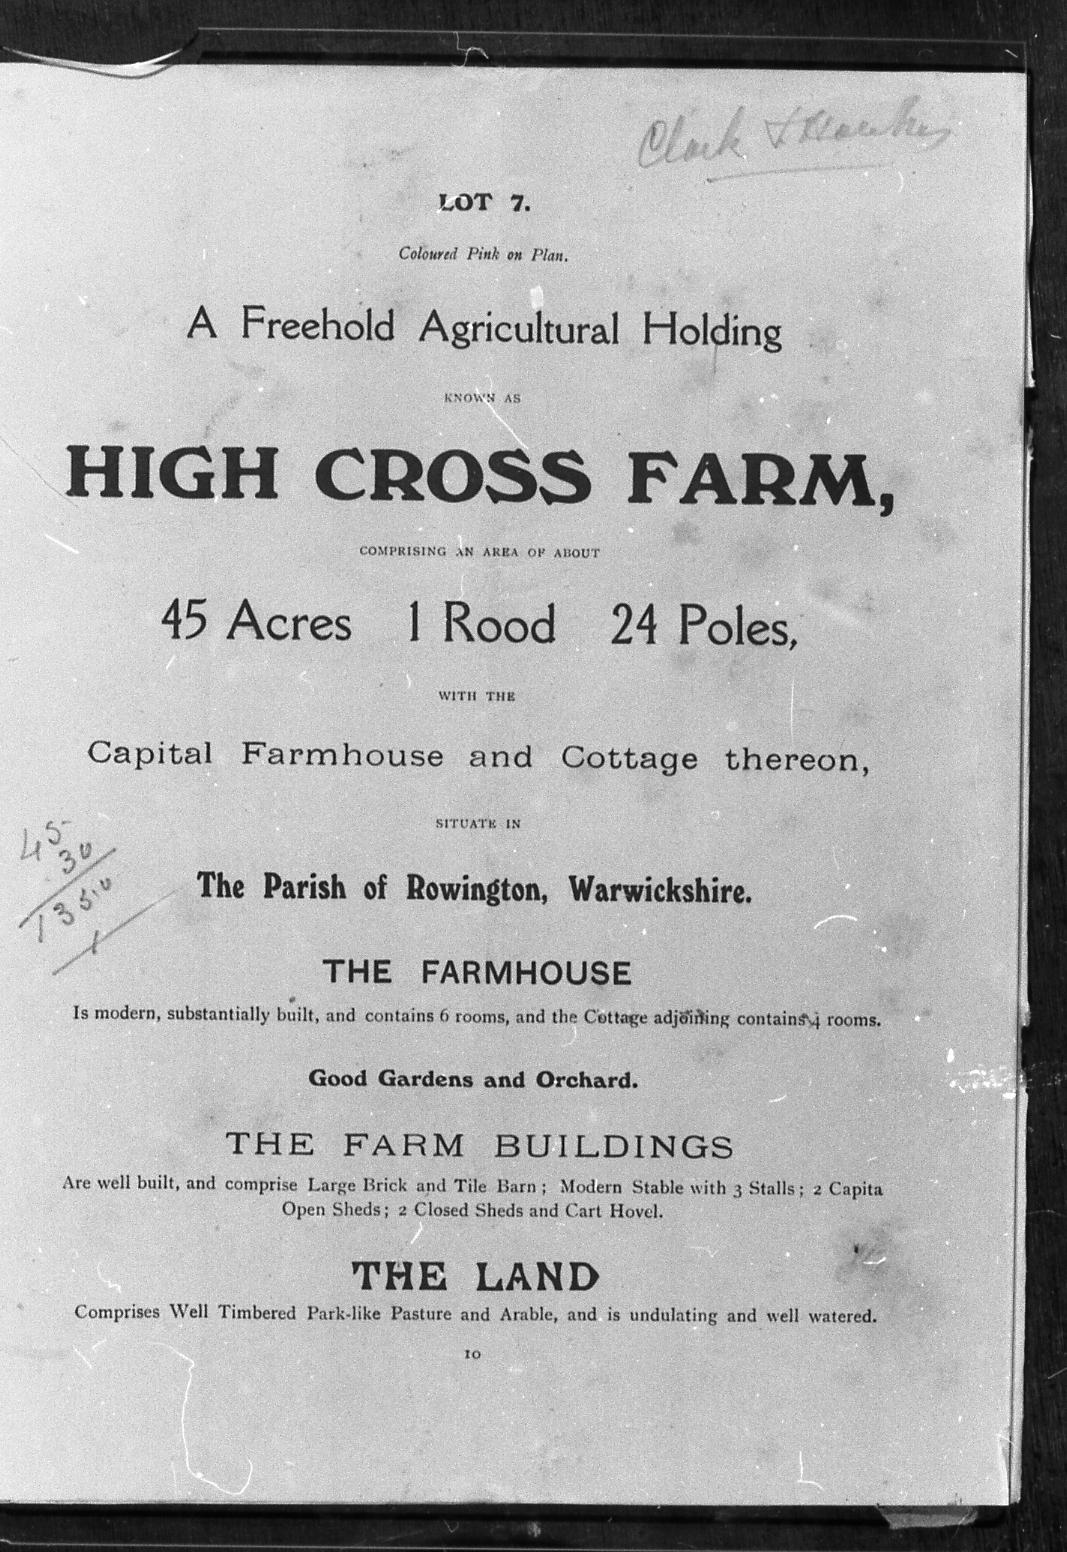 Clark & Hawkes
LOT 7.
Coloured Pink on Plan.
A Freehold Agricultural Holding
KNOWN AS
HIGH CROSS FARM,
COMPRISING AN AREA OF ABOUT
45 Acres 1 Rood 24 Poles,
WITH THE
Capital Farmhouse and Cottage thereon,
SITUATE IN
45
30
1350
The Parish of Rowington, Warwickshire.
THE FARMHOUSE
Is modern, substantially built, and contains 6 rooms, and the Cottage adjoining contains 4 rooms.
Good Gardens and Orchard.
THE FARM BUILDINGS
Are well built, and comprise Large Brick and Tile Barn; Modern Stable with 3 Stalls; 2 Capita
Open Sheds; 2 Closed Sheds and Cart Hovel.
THE LAND
Comprises Well Timbered Park-like Pasture and Arable, and is undulating and well watered.
10